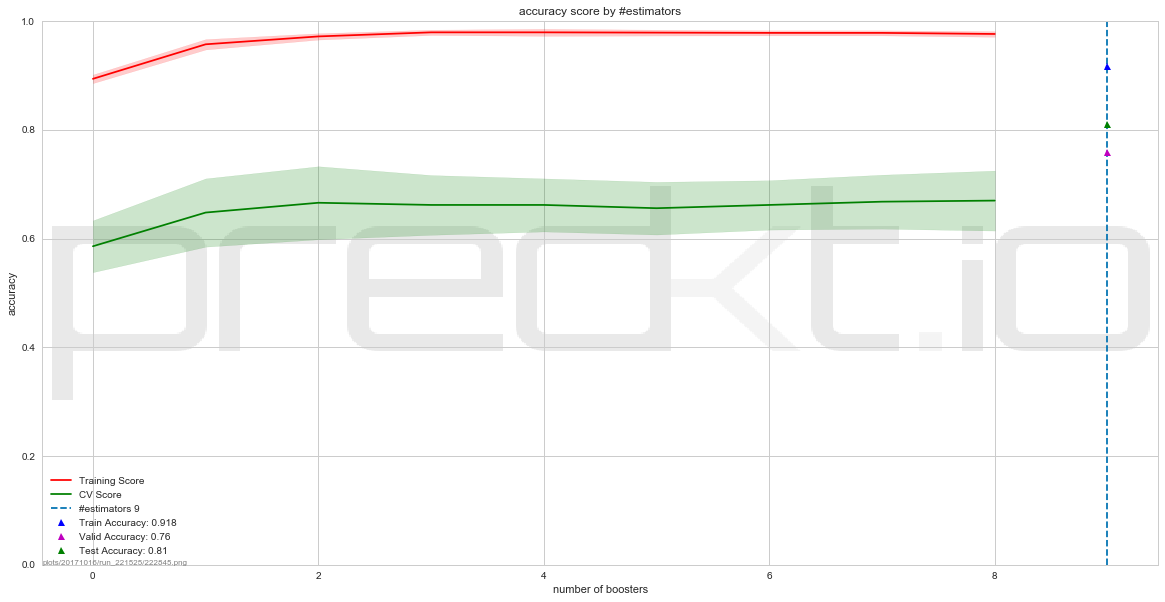 accuracy score by #estimators
1.0
0.8
0.6
0.4
0.2
0.0
accuracy
predkt.io
Training Score
CV Score
#estimators 9
Train Accuracy: 0.918
Valid Accuracy: 0.76
Test Accuracy: 0.81
plots/20171016/run_221525/222845.png
0 2 4 6 8
number of boosters